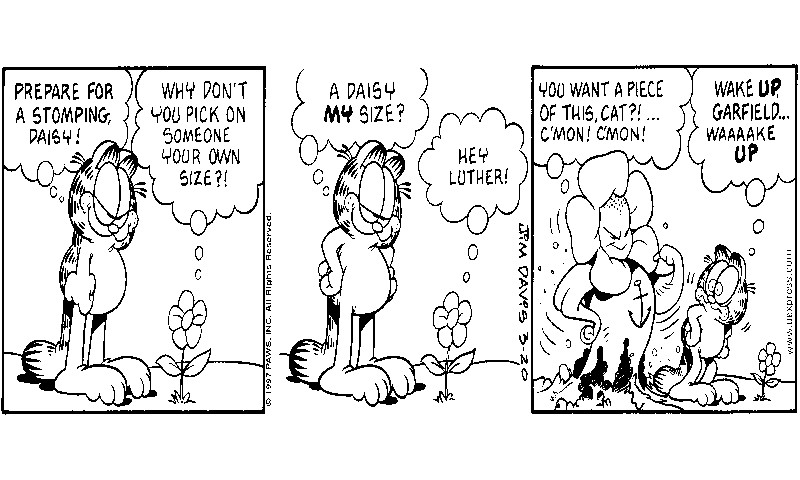 PREPARE FOR
A STOMPING,
DAISY!
WHY DON'T
YOU PICK ON
SOMEONE
YOUR OWN
SIZE?!
© 1997 PAWS, INC. All Rights Reserved.
A DAISY
MY SIZE?
HEY
LUTHER!
JIM DAVIS 3-20
YOU WANT A PIECE
OF THIS, CAT?! ...
C'MON! C'MON!
WAKE UP,
GARFIELD...
WAAAAKE
UP
www.uexpress.com